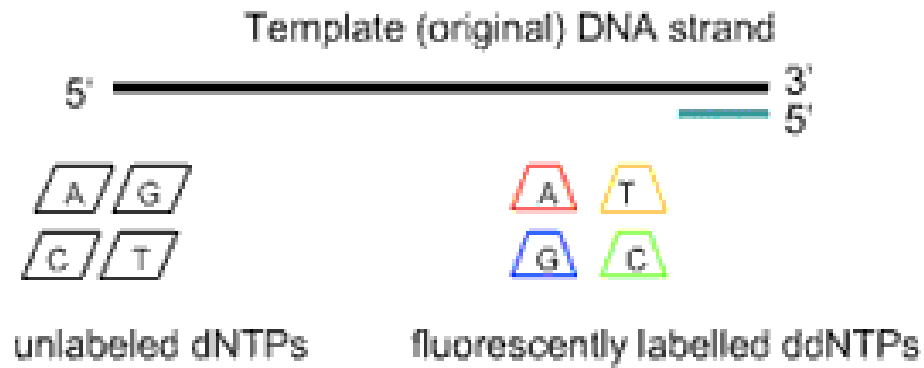 Template (original) DNA strand
5' 3'
5'
A G A T
C T G C
unlabeled dNTPs fluorescently labelled ddNTPs